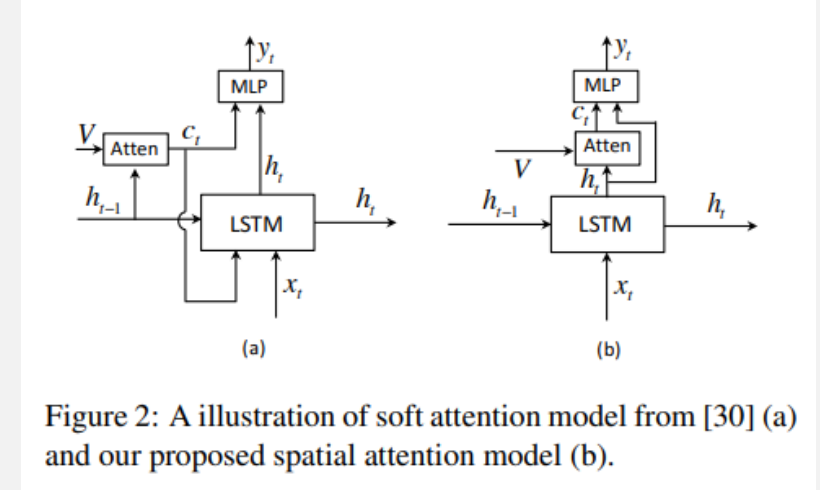 y_t
MLP
V
Atten
c_t
h_t
h_{t-1}
LSTM
h_t
x_t
(a)
y_t
MLP
c_t
Atten
V
h_t
h_{t-1}
LSTM
h_t
x_t
(b)
Figure 2: A illustration of soft attention model from [30] (a)
and our proposed spatial attention model (b).